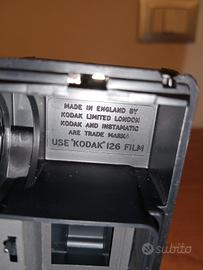 MADE IN ENGLAND BY
KODAK LIMITED LONDON
KODAK AND INSTAMATIC
ARE TRADE MARKS
USE "KODAK" 126 FILM
subito